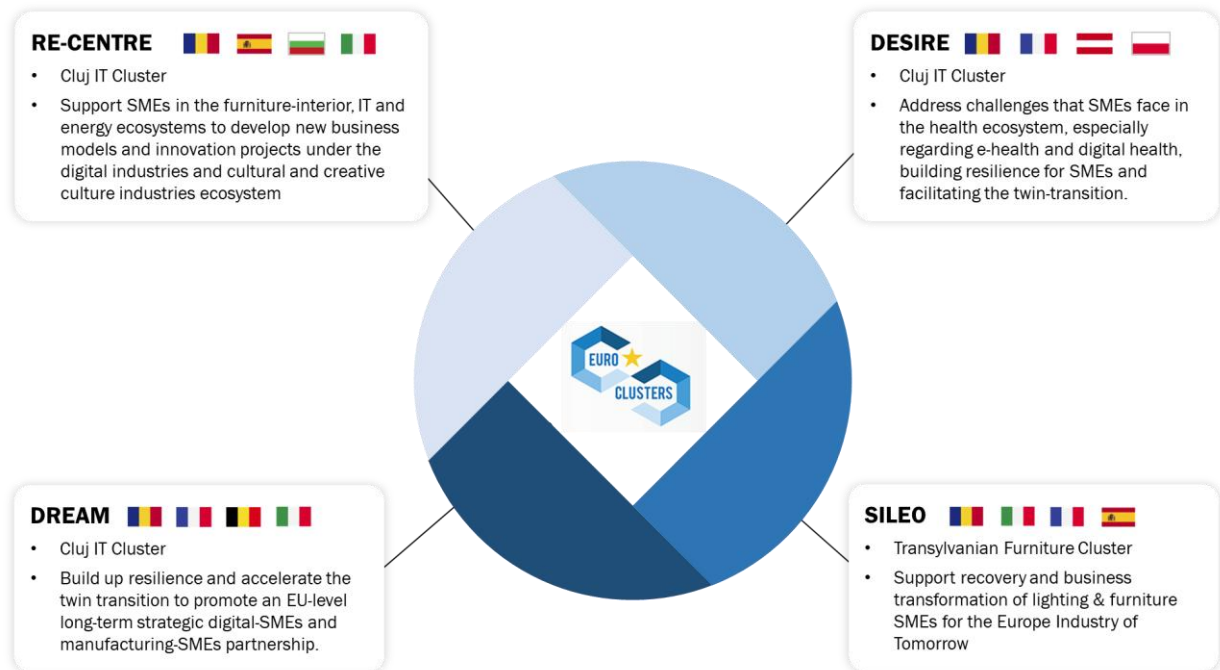 RE-CENTRE
• Cluj IT Cluster
• Support SMEs in the furniture-interior, IT and
energy ecosystems to develop new business
models and innovation projects under the
digital industries and cultural and creative
culture industries ecosystem
DESIRE
• Cluj IT Cluster
• Address challenges that SMEs face in
the health ecosystem, especially
regarding e-health and digital health,
building resilience for SMEs and
facilitating the twin-transition.
EURO
CLUSTERS
DREAM
• Cluj IT Cluster
• Build up resilience and accelerate the
twin transition to promote an EU-level
long-term strategic digital-SMEs and
manufacturing-SMEs partnership.
SILEO
• Transylvanian Furniture Cluster
• Support recovery and business
transformation of lighting & furniture
SMEs for the Europe Industry of
Tomorrow